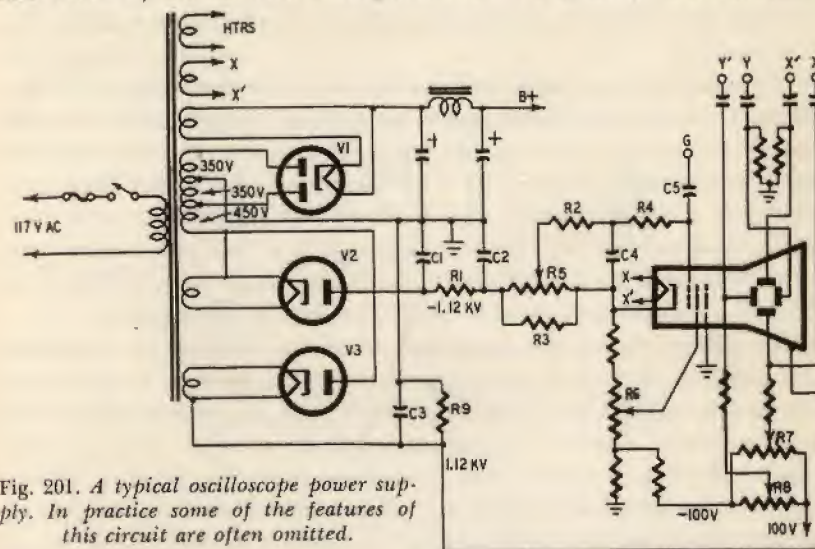 HTRS
X
X'
B+
V1
350V
350V
450V
117 V AC
V2
V3
C1
R1
-1.12 KV
C2
C3
R9
1.12 KV
R2
R4
G
C5
C4
R5
R3
X
X'
R6
Y'
Y
X'
X
R7
R8
-100V
100V
Fig. 201. A typical oscilloscope power sup-
ply. In practice some of the features of
this circuit are often omitted.